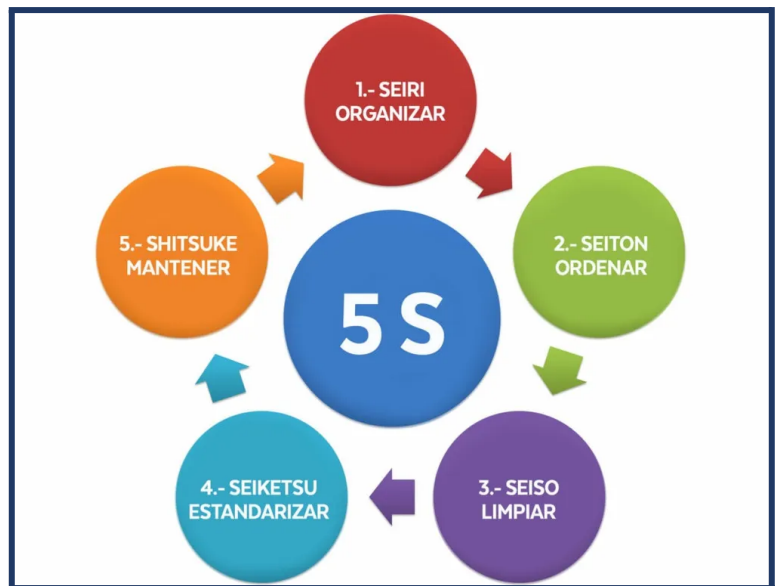 1.- SEIRI
ORGANIZAR
2.- SEITON
ORDENAR
3.- SEISO
LIMPIAR
4.- SEIKETSU
ESTANDARIZAR
5.- SHITSUKE
MANTENER
5 S